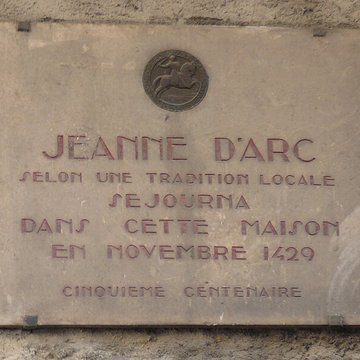 JEANNE D'ARC
SELON UNE TRADITION LOCALE
SEJOURNA
DANS CETTE MAISON
EN NOVEMBRE 1429
CINQUIEME CENTENAIRE